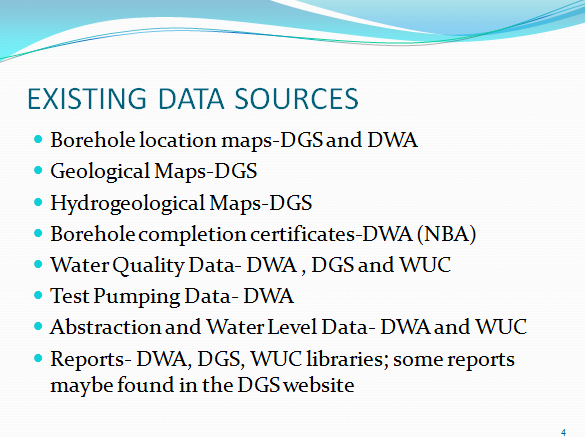 EXISTING DATA SOURCES
Borehole location maps-DGS and DWA
Geological Maps-DGS
Hydrogeological Maps-DGS
Borehole completion certificates-DWA (NBA)
Water Quality Data- DWA , DGS and WUC
Test Pumping Data- DWA
Abstraction and Water Level Data- DWA and WUC
Reports- DWA, DGS, WUC libraries; some reports
maybe found in the DGS website
4